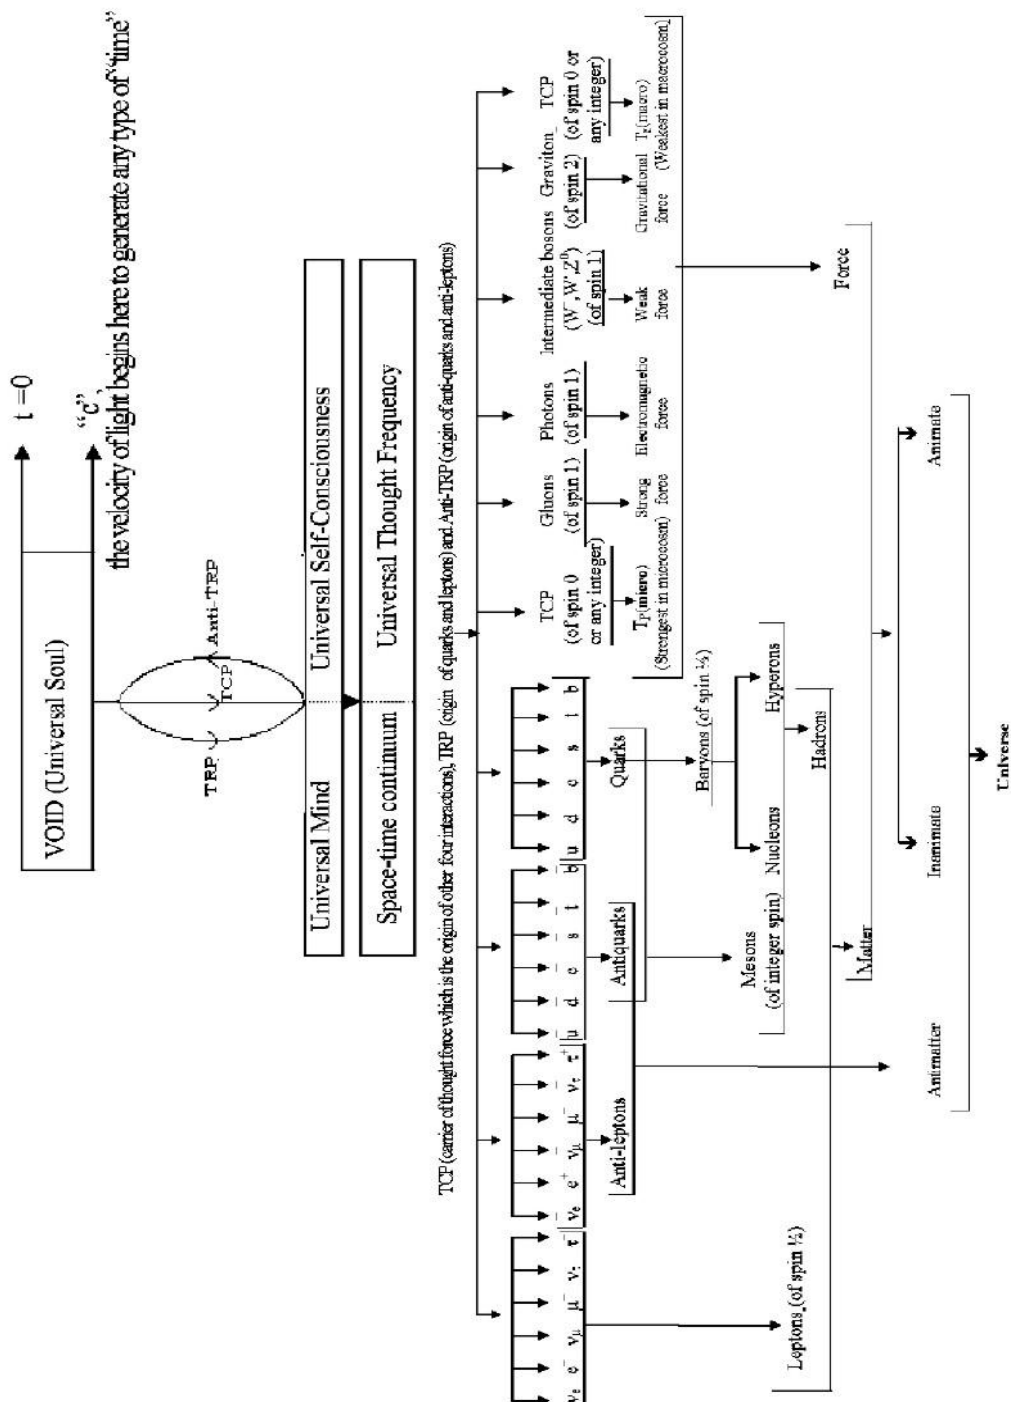 VOID (Universal Soul)
t =0
“c”,
the velocity of light begins here to generate any type of “time”
TRP
TCP
Anti-TRP
Universal Mind
Universal Self-Consciousness
Space-time continuum
Universal Thought Frequency
TCP (carrier of thought force which is the origin of other four interactions), TRP (origin of quarks and leptons) and Anti-TRP (origin of anti-quarks and anti-leptons)
νe e⁻ νμ μ⁻ ντ τ⁻
ν̄e e⁺ ν̄μ μ⁻ ν̄τ τ⁺
ū d̄ c̄ s̄ t̄ b̄
u d c s t b
TCP
(of spin 0
or any integer)
Gluons
(of spin 1)
Photons
(of spin 1)
Intermediate bosons
(W⁻, W⁺, Z⁰)
(of spin 1)
Graviton
(of spin 2)
TCP
(of spin 0 or
any integer)
Anti-leptons
Antiquarks
Quarks
TP(micro)
(Strongest in microcosm)
Strong
force
Electromagnetic
force
Weak
force
Gravitational
force
TP(macro)
(Weakest in macrocosm)
Baryons (of spin ½)
Mesons
(of integer spin)
Nucleons
Hyperons
Leptons (of spin ½)
Hadrons
Matter
Force
Antimatter
Inanimate
Animate
Universe